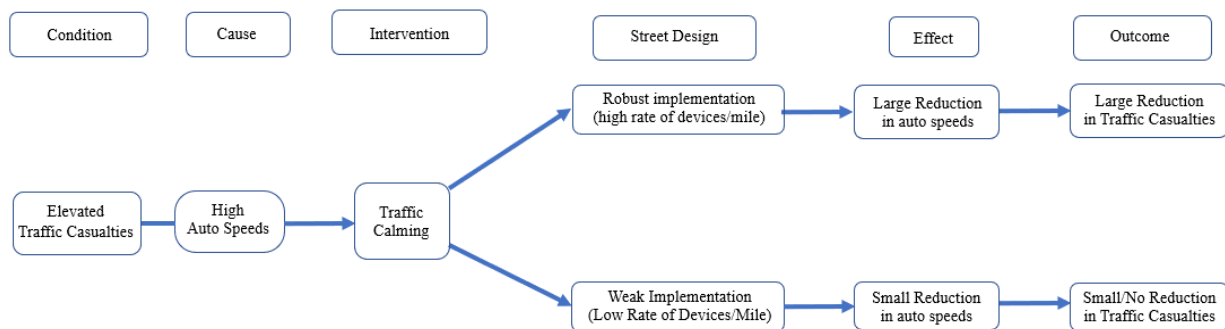 Condition
Cause
Intervention
Street Design
Effect
Outcome
Robust implementation
(high rate of devices/mile)
Large Reduction
in auto speeds
Large Reduction
in Traffic Casualties
Elevated
Traffic Casualties
High
Auto Speeds
Traffic
Calming
Weak Implementation
(Low Rate of Devices/Mile)
Small Reduction
in auto speeds
Small/No Reduction
in Traffic Casualties